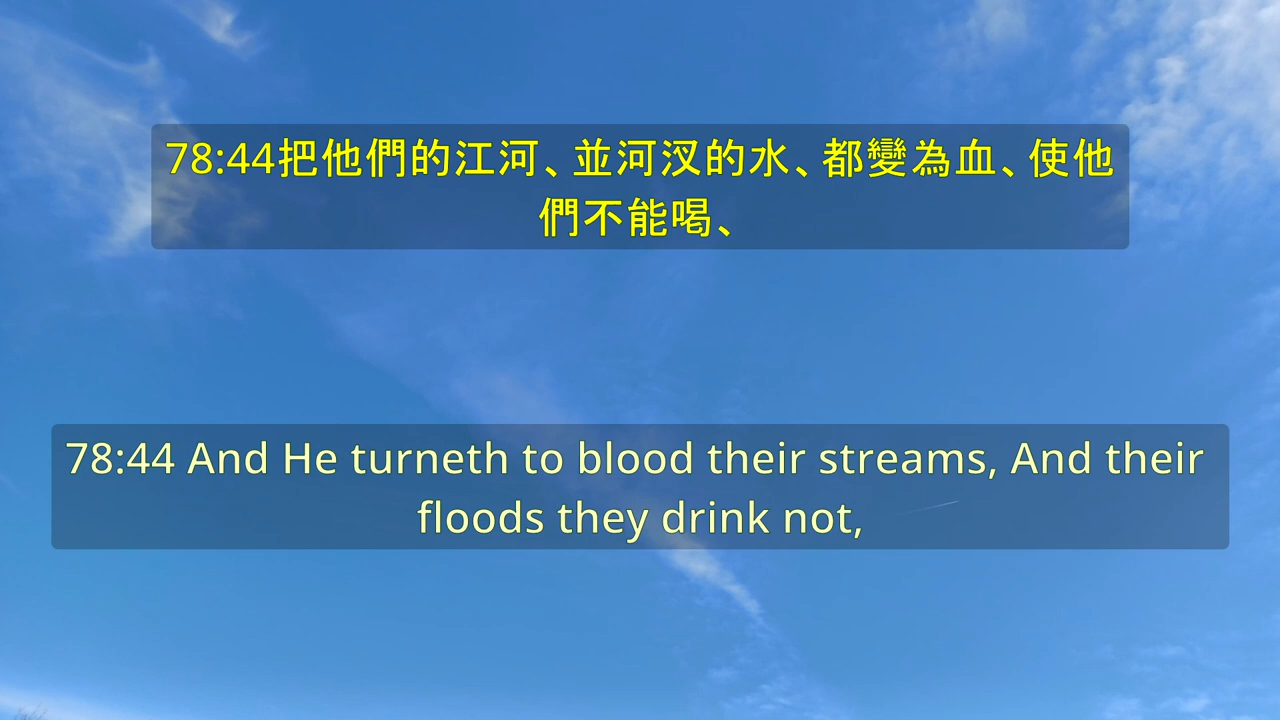 78:44把他們的江河、並河汊的水、都變為血、使他
們不能喝、
78:44 And He turneth to blood their streams, And their
floods they drink not,